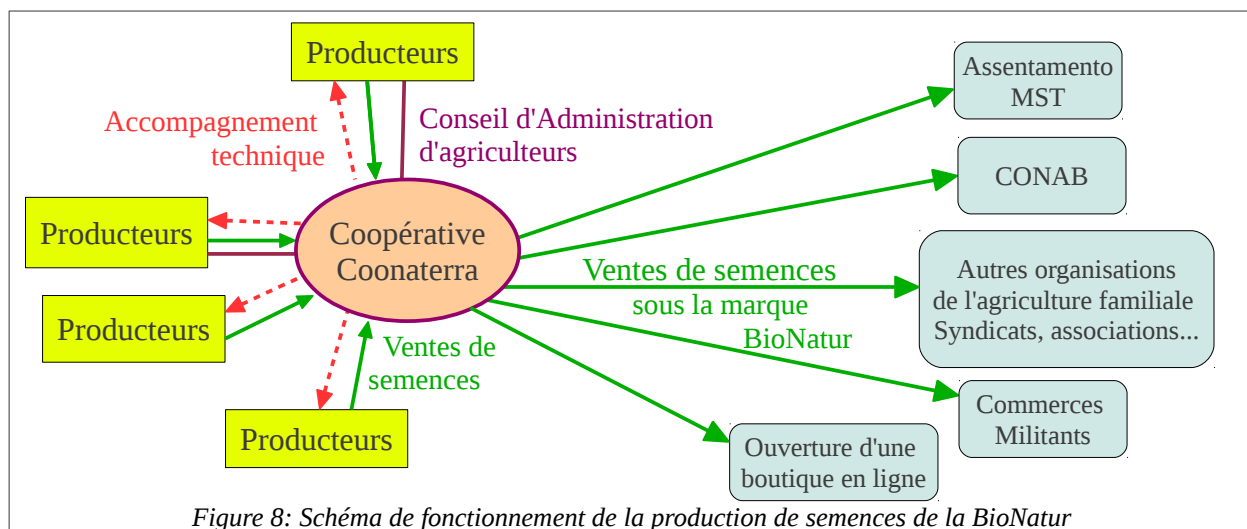 Producteurs
Accompagnement
technique
Conseil d'Administration
d'agriculteurs
Producteurs
Coopérative
Coonaterra
Producteurs
Ventes de
semences
Producteurs
Ventes de semences
sous la marque
BioNatur
Assentamento
MST
CONAB
Autres organisations
de l'agriculture familiale
Syndicats, associations...
Commerces
Militants
Ouverture d'une
boutique en ligne
Figure 8: Schéma de fonctionnement de la production de semences de la BioNatur